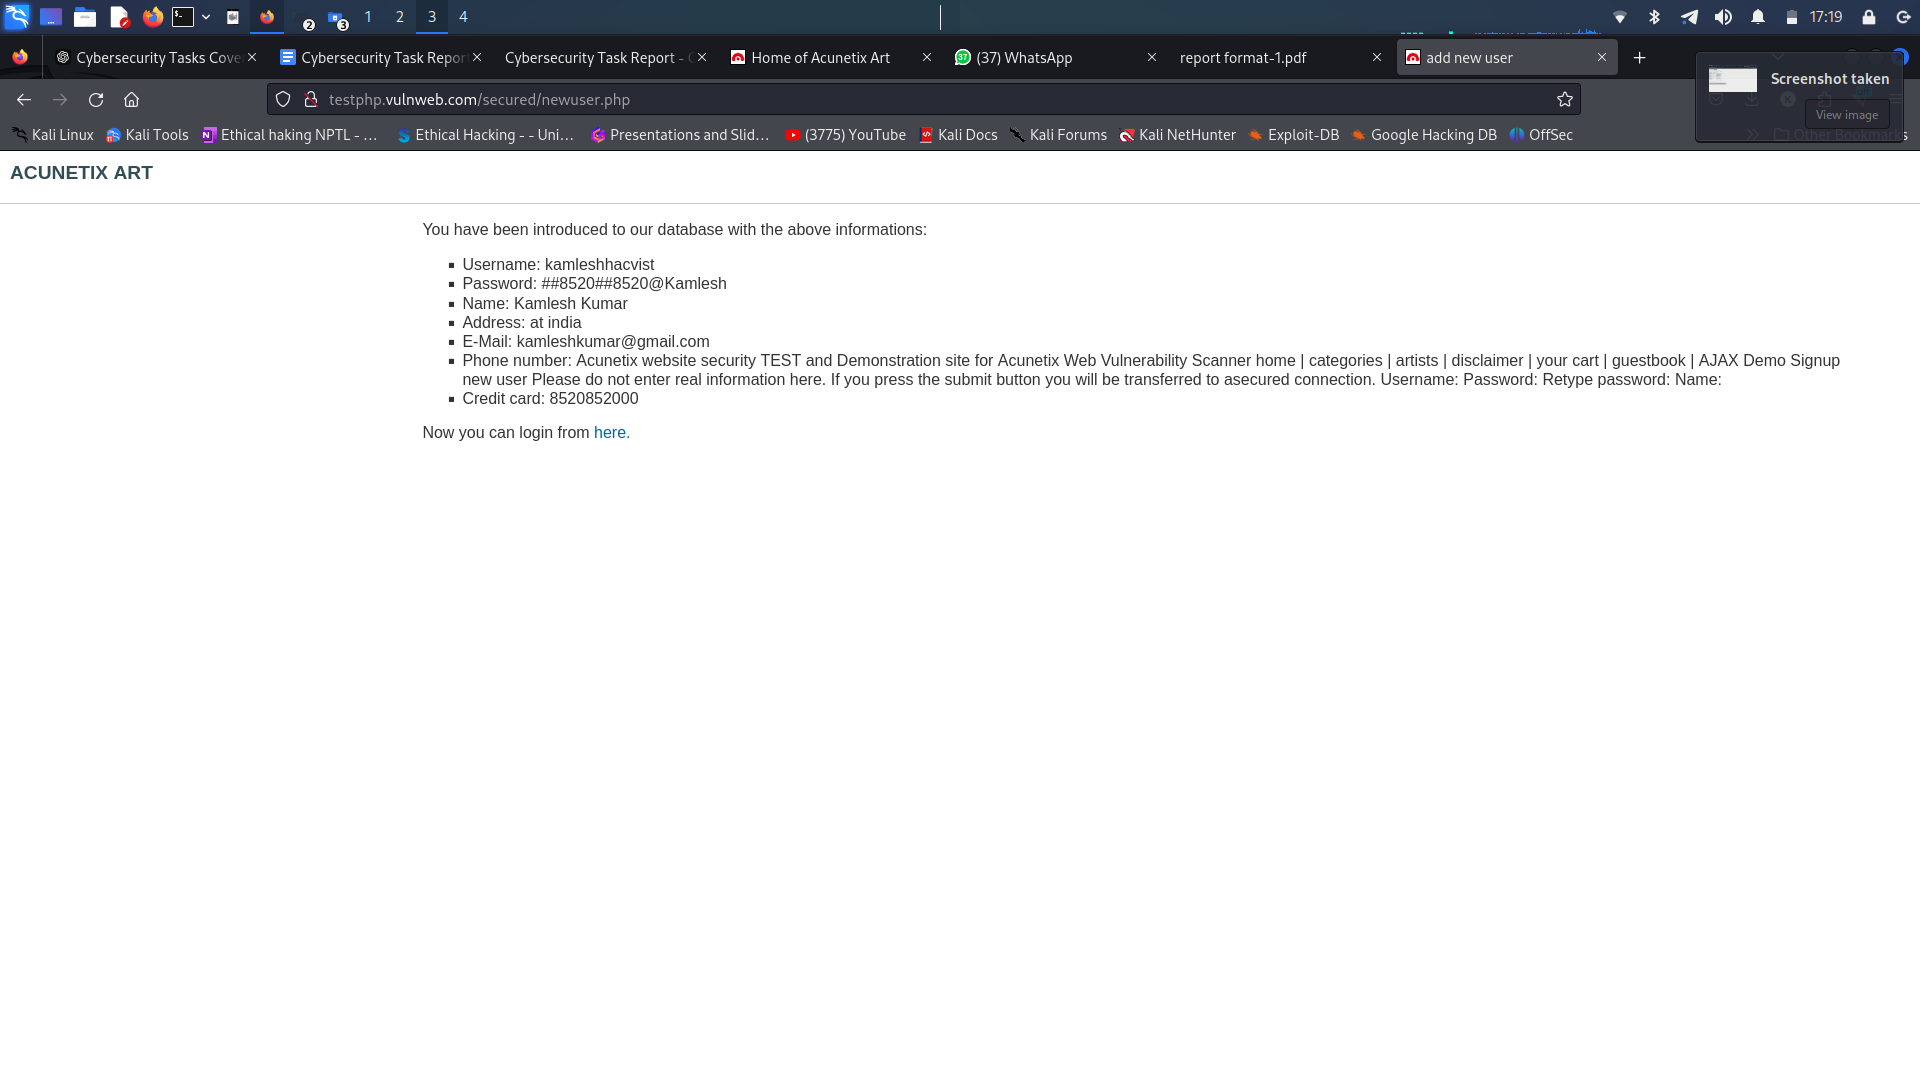 1 2 3 4 17:19
Cybersecurity Tasks Cove Cybersecurity Task Report Cybersecurity Task Report - Home of Acunetix Art (37) WhatsApp report format-1.pdf add new user
Screenshot taken
View image
testphp.vulnweb.com/secured/newuser.php
Kali Linux Kali Tools Ethical haking NPTL - ... Ethical Hacking - - Uni... Presentations and Slid... (3775) YouTube Kali Docs Kali Forums Kali NetHunter Exploit-DB Google Hacking DB OffSec Other Bookmarks
ACUNETIX ART
You have been introduced to our database with the above informations:
Username: kamleshhacvist
Password: ##8520##8520@Kamlesh
Name: Kamlesh Kumar
Address: at india
E-Mail: kamleshkumar@gmail.com
Phone number: Acunetix website security TEST and Demonstration site for Acunetix Web Vulnerability Scanner home | categories | artists | disclaimer | your cart | guestbook | AJAX Demo Signup
new user Please do not enter real information here. If you press the submit button you will be transferred to asecured connection. Username: Password: Retype password: Name:
Credit card: 8520852000
Now you can login from here.